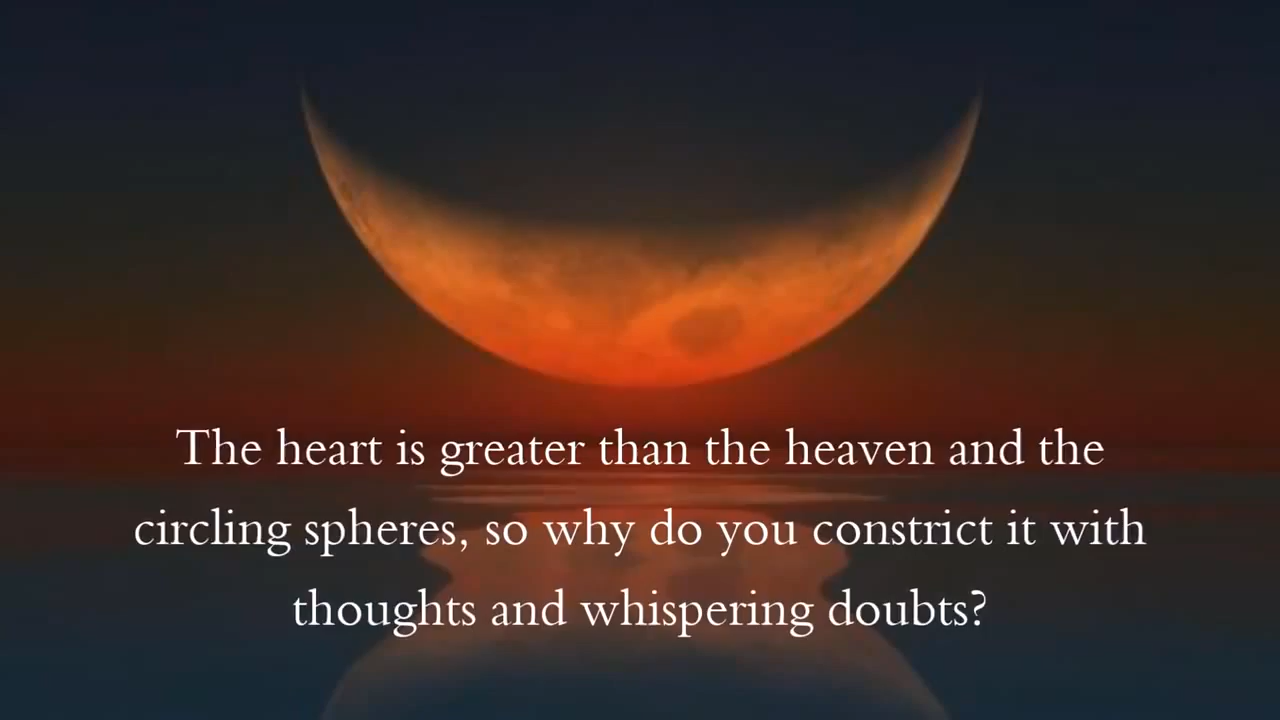 The heart is greater than the heaven and the
circling spheres, so why do you constrict it with
thoughts and whispering doubts?